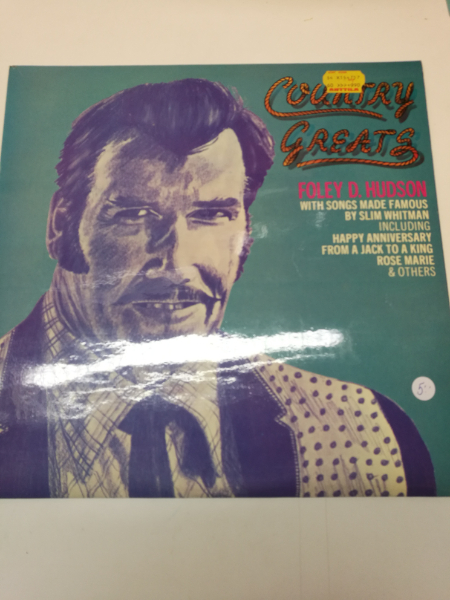 COUNTRY
GREATS
ANTTILA
FOLEY D. HUDSON
WITH SONGS MADE FAMOUS
BY SLIM WHITMAN
INCLUDING
HAPPY ANNIVERSARY
FROM A JACK TO A KING
ROSE MARIE
& OTHERS
5:-